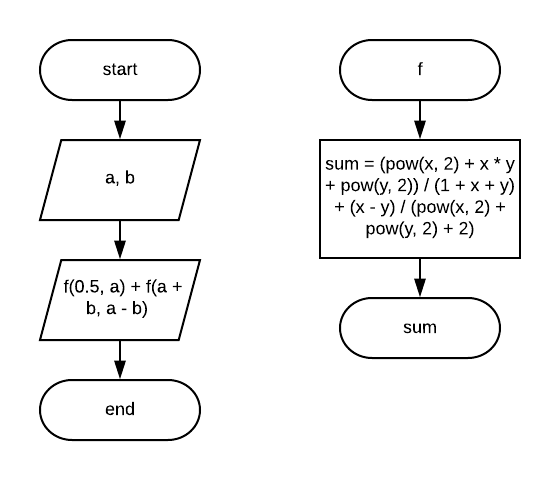 start
a, b
f(0.5, a) + f(a +
b, a - b)
end
f
sum = (pow(x, 2) + x * y
+ pow(y, 2)) / (1 + x + y)
+ (x - y) / (pow(x, 2) +
pow(y, 2) + 2)
sum